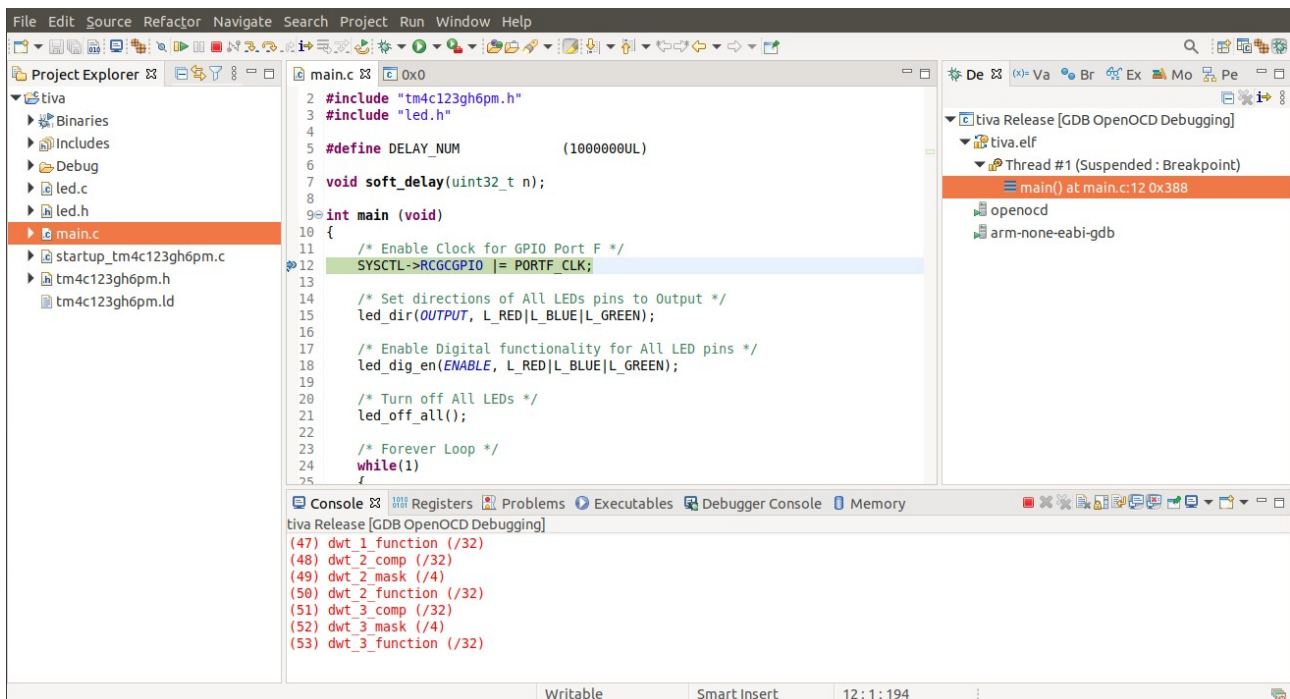 File Edit Source Refactor Navigate Search Project Run Window Help
Project Explorer
tiva
Binaries
Includes
Debug
led.c
led.h
main.c
startup_tm4c123gh6pm.c
tm4c123gh6pm.h
tm4c123gh6pm.ld
main.c 0x0
2 #include "tm4c123gh6pm.h"
3 #include "led.h"
4
5 #define DELAY_NUM (1000000UL)
6
7 void soft_delay(uint32_t n);
8
9 int main (void)
10 {
11 /* Enable Clock for GPIO Port F */
12 SYSCTL->RCGCGPIO |= PORTF_CLK;
13
14 /* Set directions of All LEDs pins to Output */
15 led_dir(OUTPUT, L_RED|L_BLUE|L_GREEN);
16
17 /* Enable Digital functionality for All LED pins */
18 led_dig_en(ENABLE, L_RED|L_BLUE|L_GREEN);
19
20 /* Turn off All LEDs */
21 led_off_all();
22
23 /* Forever Loop */
24 while(1)
25 {
De (x)= Va Br Ex Mo Pe
tiva Release [GDB OpenOCD Debugging]
tiva.elf
Thread #1 (Suspended : Breakpoint)
main() at main.c:12 0x388
openocd
arm-none-eabi-gdb
Console Registers Problems Executables Debugger Console Memory
tiva Release [GDB OpenOCD Debugging]
(47) dwt_1_function (/32)
(48) dwt_2_comp (/32)
(49) dwt_2_mask (/4)
(50) dwt_2_function (/32)
(51) dwt_3_comp (/32)
(52) dwt_3_mask (/4)
(53) dwt_3_function (/32)
Writable Smart Insert 12:1:194